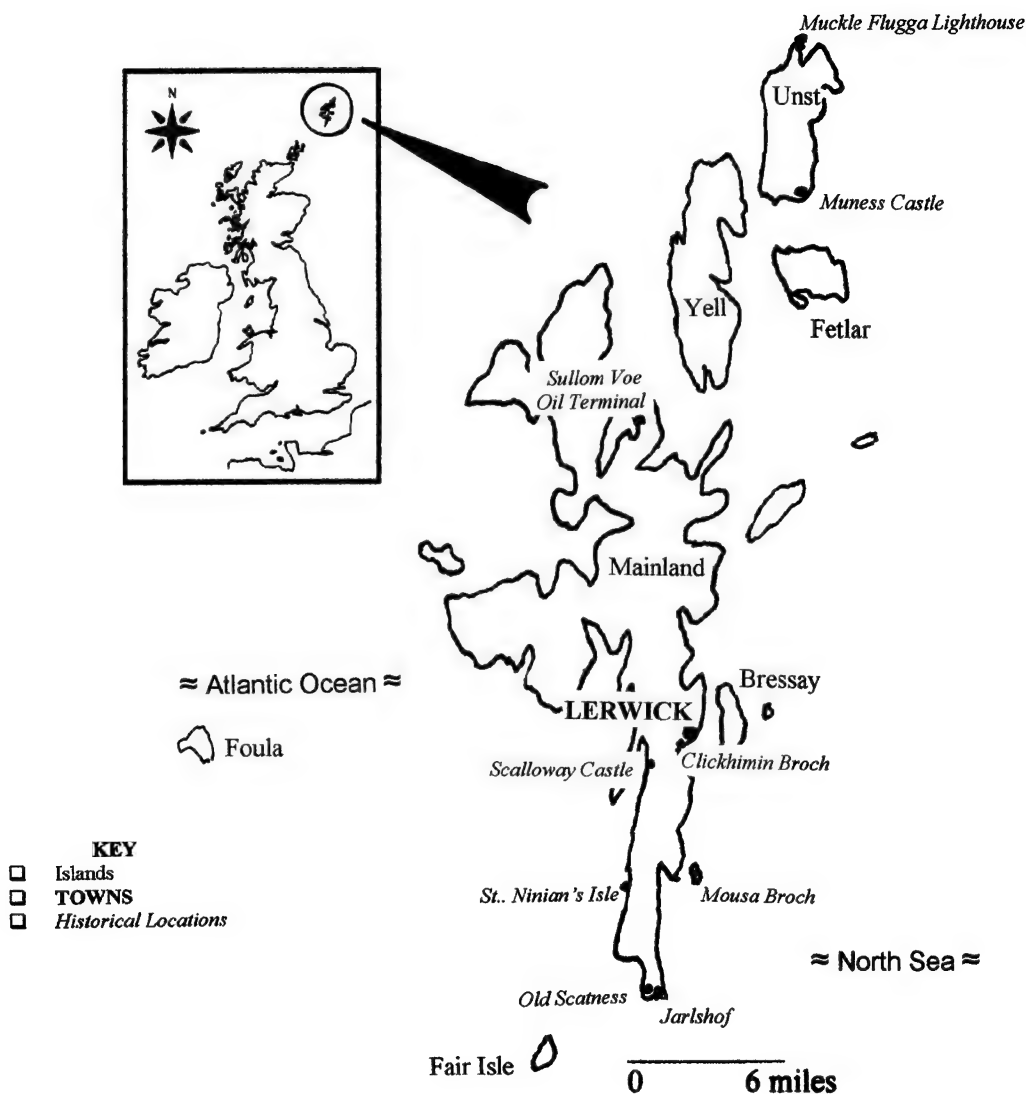 Muckle Flugga Lighthouse
N
Unst
Muness Castle
Yell
Fetlar
Sullom Voe
Oil Terminal
Mainland
≈ Atlantic Ocean ≈
Bressay
LERWICK
Foula
Scalloway Castle
Clickhimin Broch
KEY
Islands
TOWNS
Historical Locations
St.. Ninian's Isle
Mousa Broch
≈ North Sea ≈
Old Scatness
Jarlshof
Fair Isle
0 6 miles